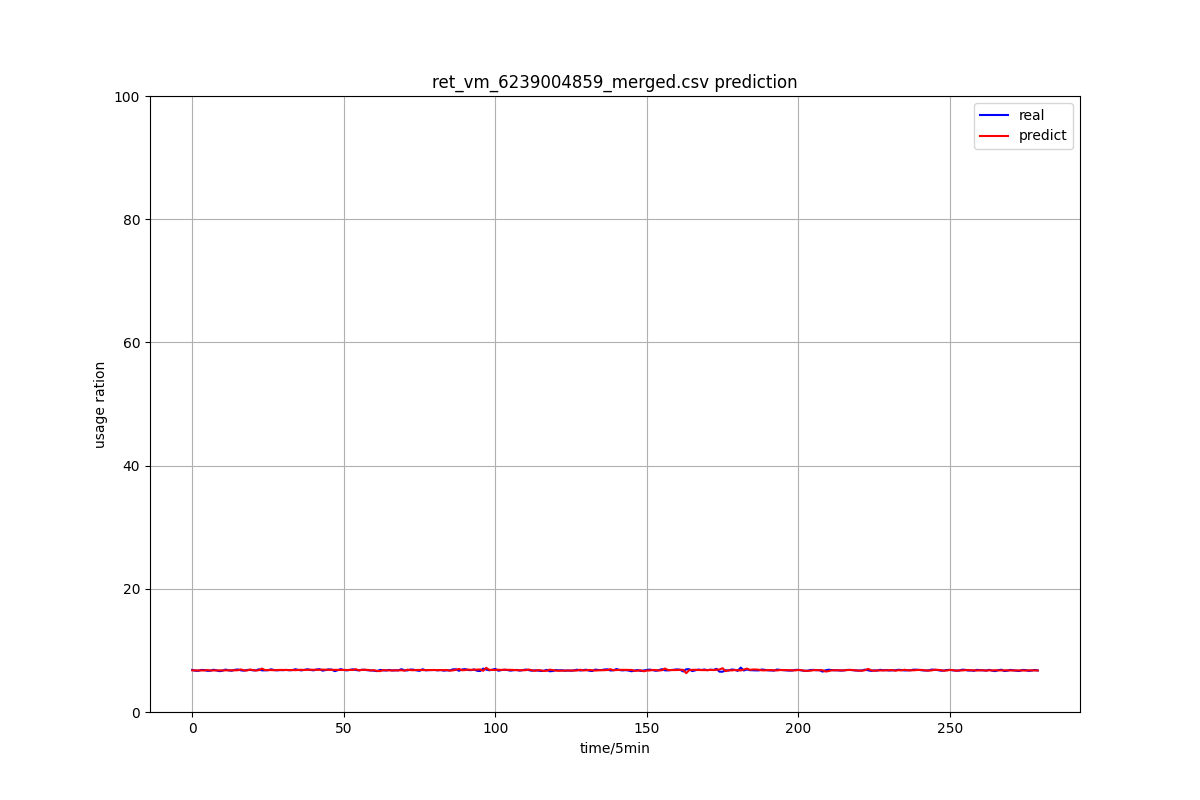 ret_vm_6239004859_merged.csv prediction
real
predict
100
80
60
40
20
0
usage ration
0 50 100 150 200 250
time/5min